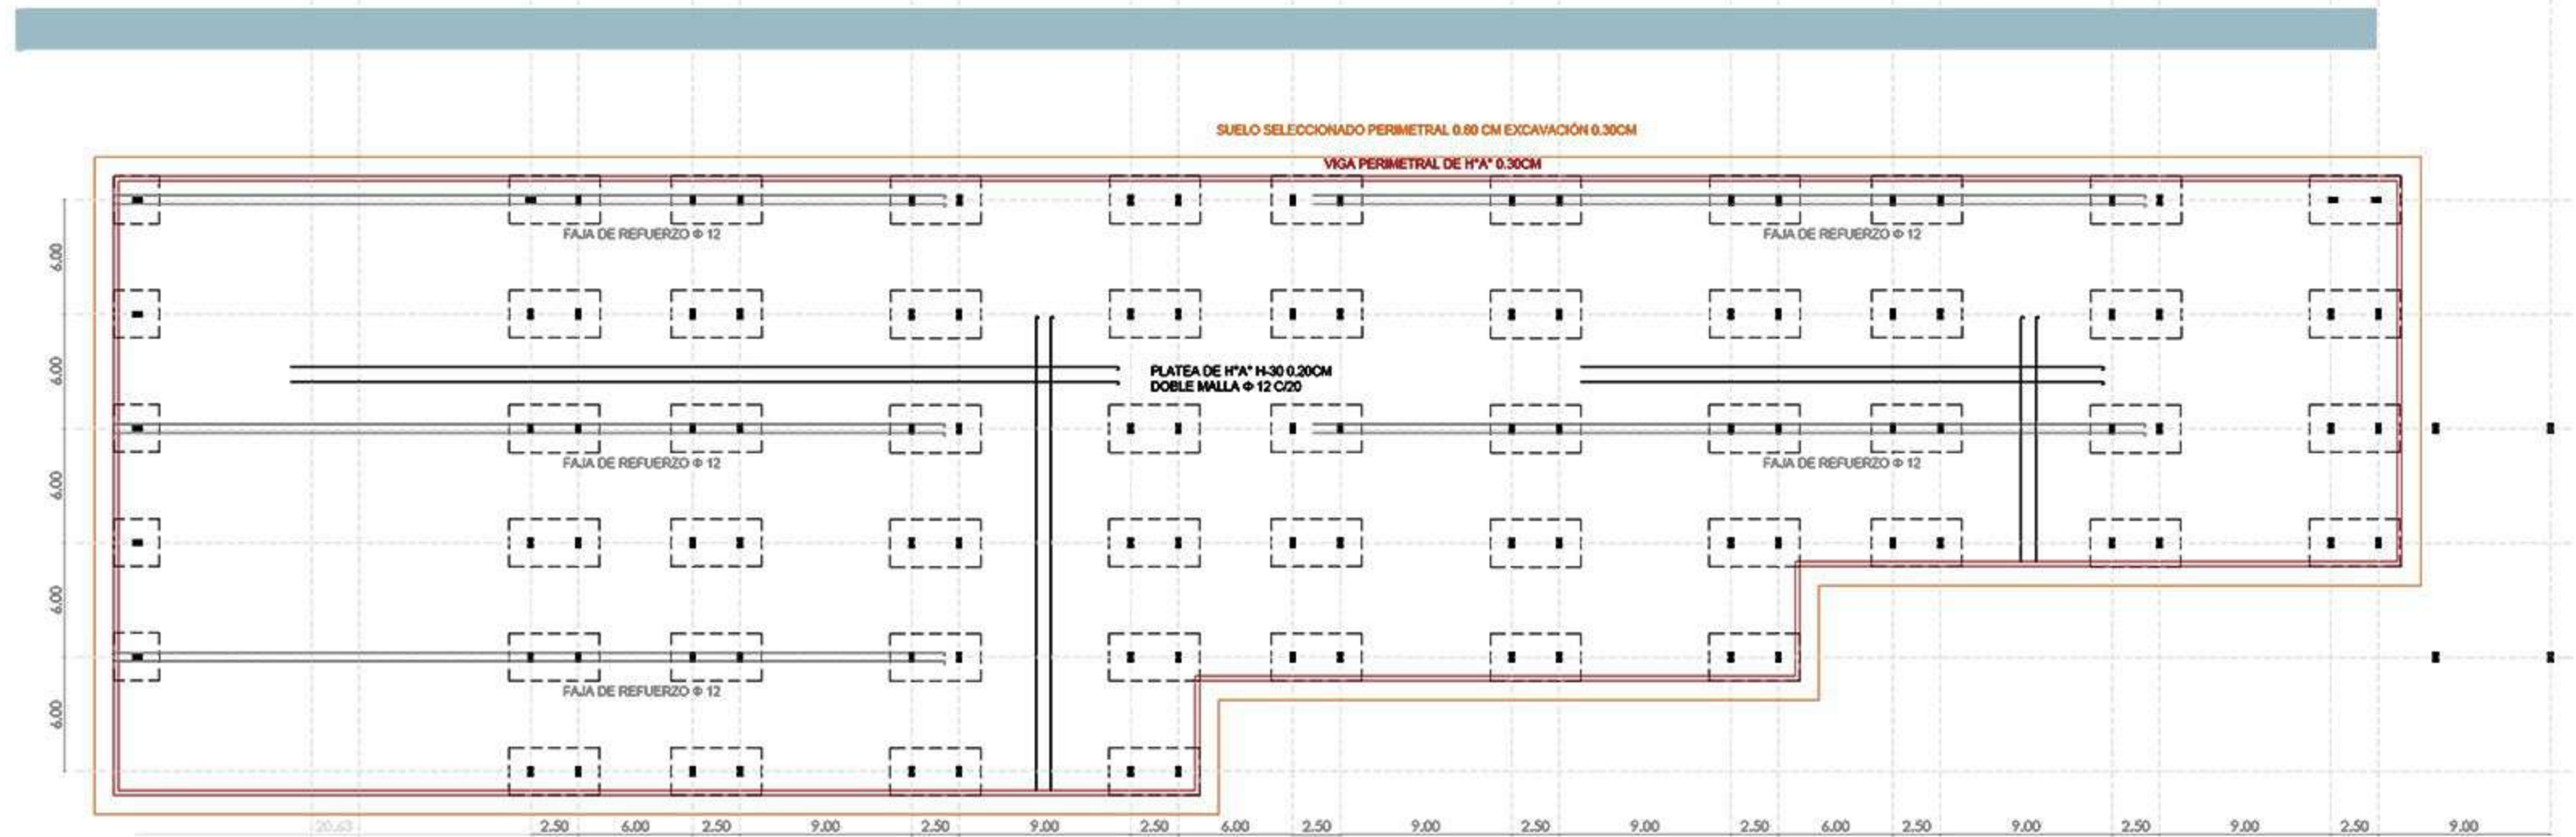 SUELO SELECCIONADO PERIMETRAL 0.60 CM EXCAVACIÓN 0.30CM
VIGA PERIMETRAL DE H°A° 0.30CM
FAJA DE REFUERZO Φ 12
FAJA DE REFUERZO Φ 12
6.00
6.00
PLATEA DE H°A° H-30 0.20CM
DOBLE MALLA Φ 12 C/20
FAJA DE REFUERZO Φ 12
FAJA DE REFUERZO Φ 12
6.00
6.00
FAJA DE REFUERZO Φ 12
6.00
20.63 2.50 6.00 2.50 9.00 2.50 9.00 2.50 6.00 2.50 9.00 2.50 9.00 2.50 6.00 2.50 9.00 2.50 9.00 2.50 9.00